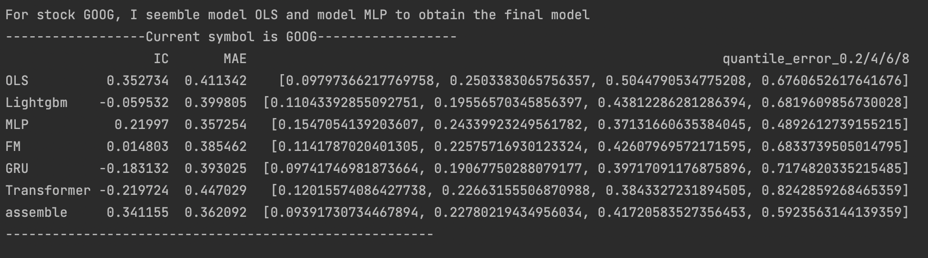 For stock GOOG, I seemble model OLS and model MLP to obtain the final model
------------------Current symbol is GOOG------------------
IC MAE quantile_error_0.2/4/6/8
OLS 0.352734 0.411342 [0.09797366217769758, 0.2503383065756357, 0.5044790534775208, 0.6760652617641676]
Lightgbm -0.059532 0.399805 [0.11043392855092751, 0.19556570345856397, 0.43812286281286394, 0.6819609856730028]
MLP 0.21997 0.357254 [0.1547054139203607, 0.24339923249561782, 0.37131660635384045, 0.4892612739155215]
FM 0.014803 0.385462 [0.1141787020401305, 0.22575716930123324, 0.42607969572171595, 0.6833739505014795]
GRU -0.183132 0.393025 [0.09741746981873664, 0.19067750288079177, 0.39717091176875896, 0.7174820335215485]
Transformer -0.219724 0.447029 [0.12015574086427738, 0.22663155506870988, 0.3843327231894505, 0.8242859268465359]
assemble 0.341155 0.362092 [0.09391730734467894, 0.22780219434956034, 0.41720583527356453, 0.5923563144139359]
-------------------------------------------------------